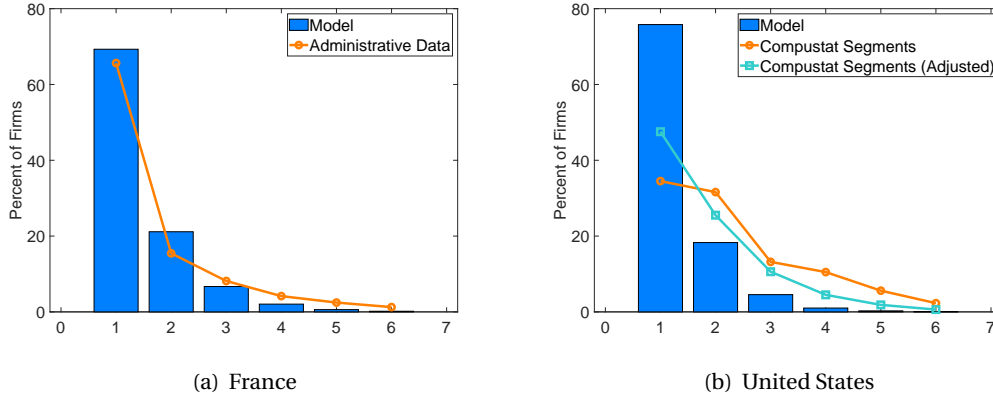 Model
Administrative Data
Percent of Firms
80
60
40
20
0
0 1 2 3 4 5 6 7
(a) France
Model
Compustat Segments
Compustat Segments (Adjusted)
Percent of Firms
80
60
40
20
0
0 1 2 3 4 5 6 7
(b) United States